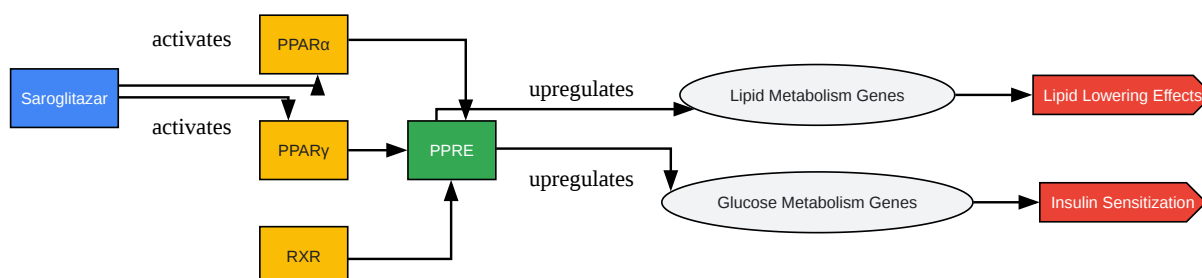 activates
PPARα
Saroglitazar
activates
PPARγ
RXR
PPRE
upregulates
upregulates
Lipid Metabolism Genes
Glucose Metabolism Genes
Lipid Lowering Effects
Insulin Sensitization